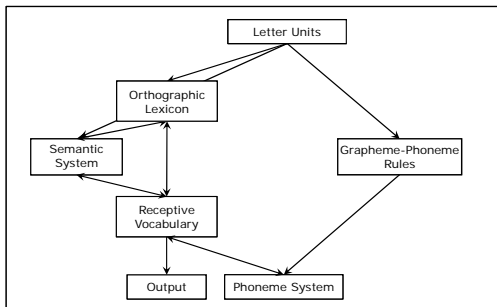 Letter Units
Orthographic
Lexicon
Semantic
System
Grapheme-Phoneme
Rules
Receptive
Vocabulary
Output
Phoneme System